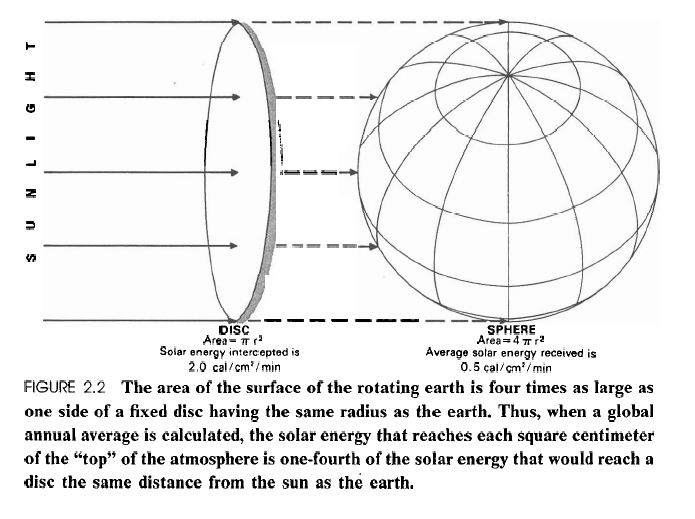 SUNLIGHT
DISC
Area = π r²
Solar energy intercepted is
2.0 cal/cm²/min
SPHERE
Area = 4 π r²
Average solar energy received is
0.5 cal/cm²/min
FIGURE 2.2 The area of the surface of the rotating earth is four times as large as
one side of a fixed disc having the same radius as the earth. Thus, when a global
annual average is calculated, the solar energy that reaches each square centimeter
of the “top” of the atmosphere is one-fourth of the solar energy that would reach a
disc the same distance from the sun as the earth.